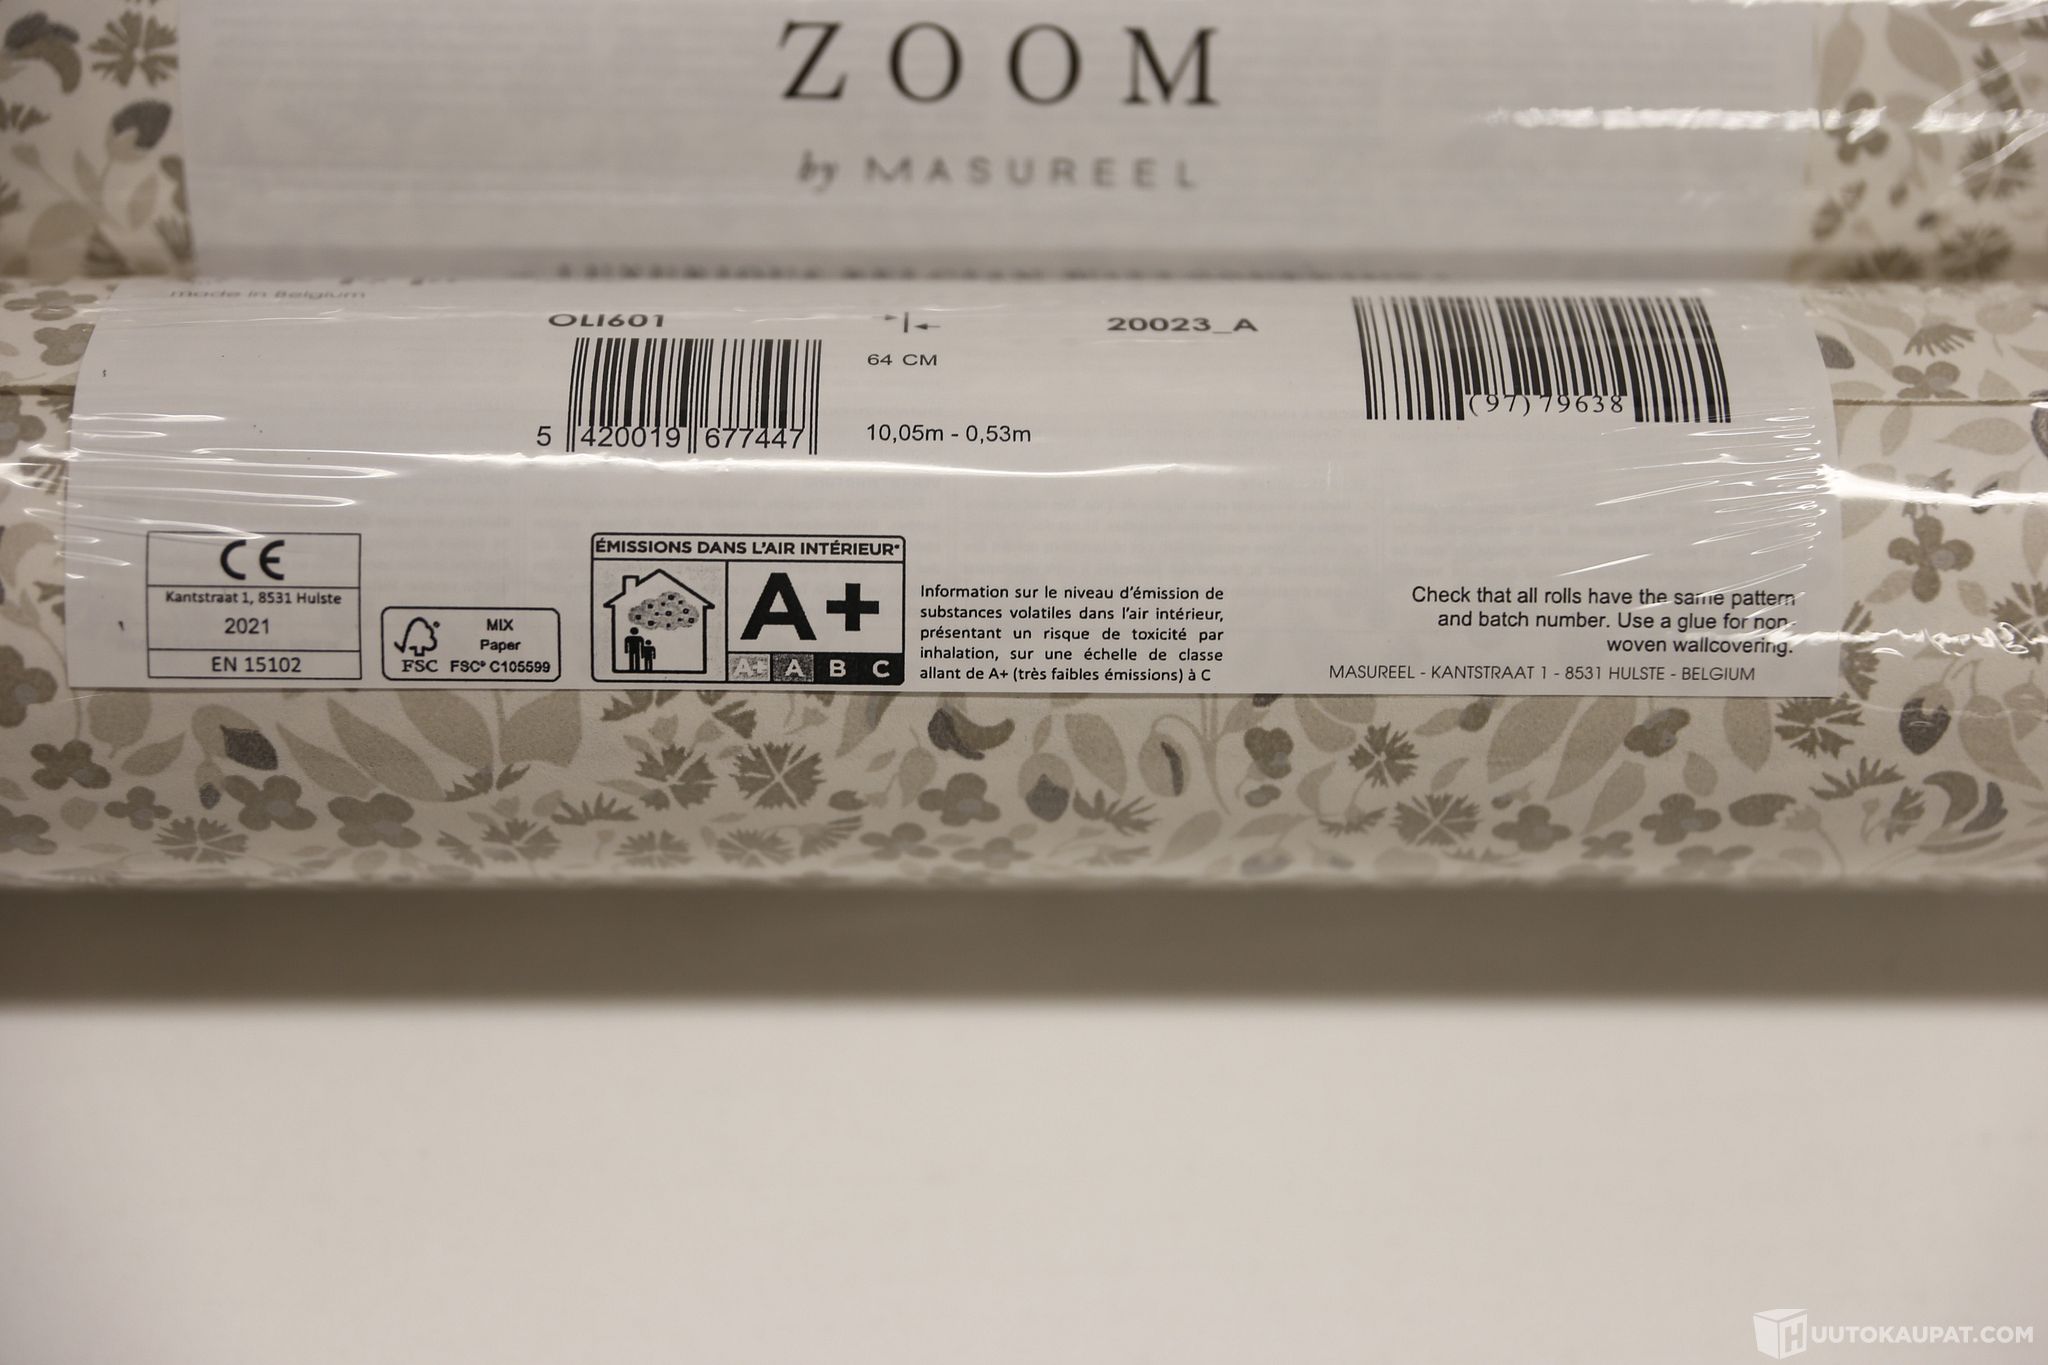 ZOOM
by MASUREEL
made in Belgium
OLI601
20023_A
64 CM
(97)79638
5 420019 677447
10,05m - 0,53m
CE
Kantstraat 1, 8531 Hulste
2021
EN 15102
MIX
Paper
FSC
FSC® C105599
ÉMISSIONS DANS L'AIR INTÉRIEUR*
A+
A+ A B C
Information sur le niveau d'émission de
substances volatiles dans l'air intérieur,
présentant un risque de toxicité par
inhalation, sur une échelle de classe
allant de A+ (très faibles émissions) à C
Check that all rolls have the same pattern
and batch number. Use a glue for non-
woven wallcovering.
MASUREEL - KANTSTRAAT 1 - 8531 HULSTE - BELGIUM
HUUTOKAUPAT.COM